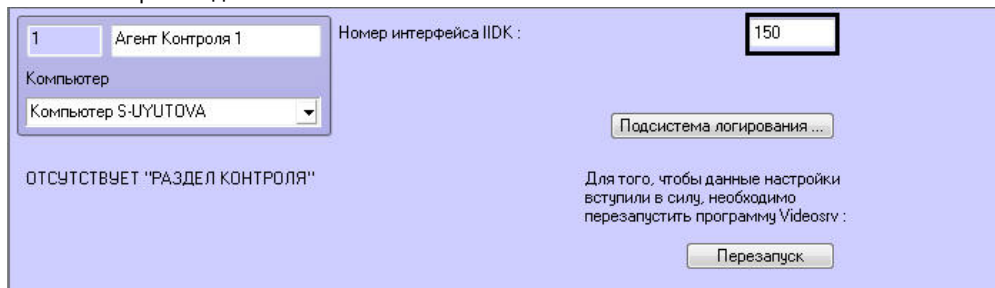 1
Агент Контроля 1
Номер интерфейса IIDK :
150
Компьютер
Компьютер S-UYUTOVA
Подсистема логирования ...
ОТСУТСТВУЕТ "РАЗДЕЛ КОНТРОЛЯ"
Для того, чтобы данные настройки
вступили в силу, необходимо
перезапустить программу Videosrv :
Перезапуск